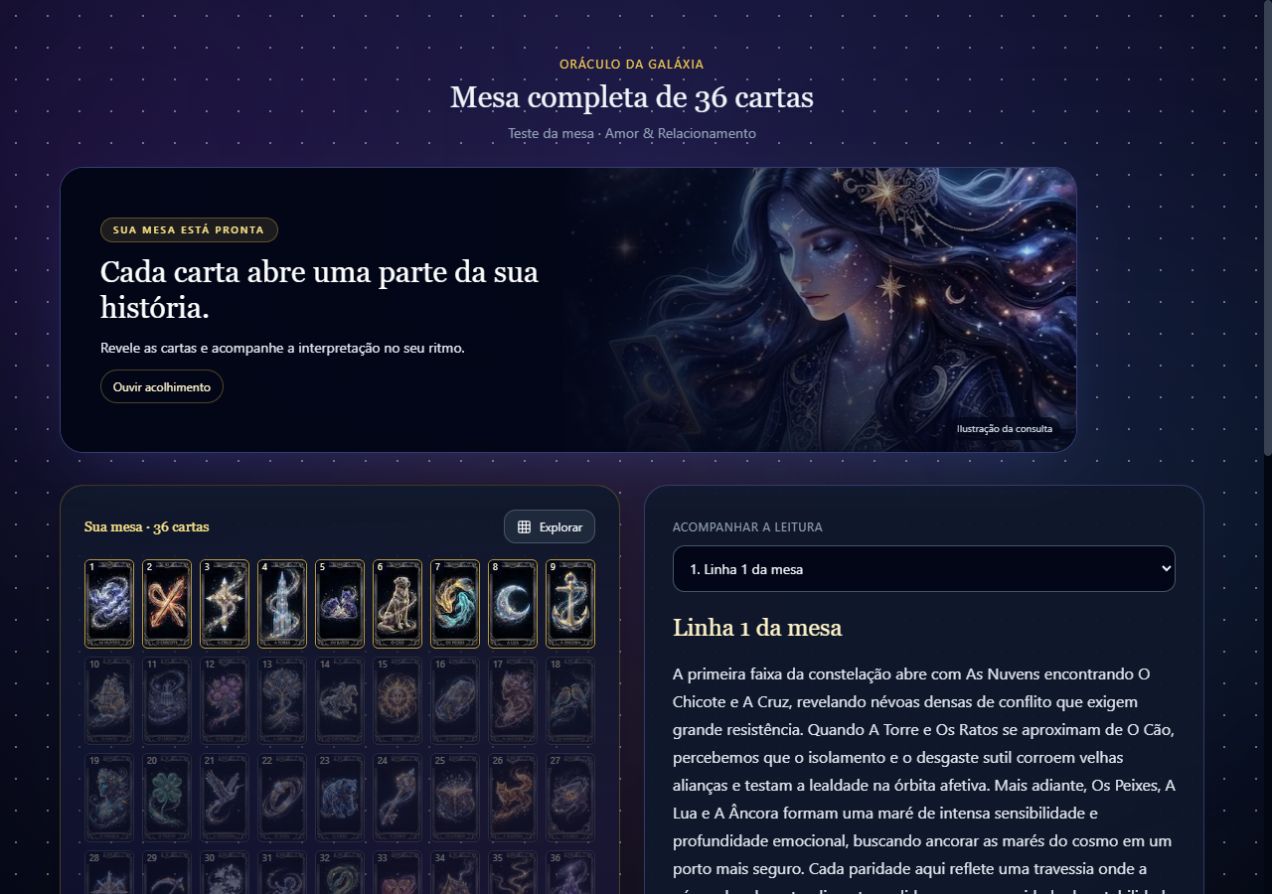 ORÁCULO DA GALÁXIA
Mesa completa de 36 cartas
Teste da mesa · Amor & Relacionamento
SUA MESA ESTÁ PRONTA
Cada carta abre uma parte da sua
história.
Revele as cartas e acompanhe a interpretação no seu ritmo.
Ouvir acolhimento
Ilustração da consulta
Sua mesa · 36 cartas
Explorar
1 2 3 4 5 6 7 8 9
10 11 12 13 14 15 16 17 18
19 20 21 22 23 24 25 26 27
28 29 30 31 32 33 34 35 36
ACOMPANHAR A LEITURA
1. Linha 1 da mesa
Linha 1 da mesa
A primeira faixa da constelação abre com As Nuvens encontrando O
Chicote e A Cruz, revelando névoas densas de conflito que exigem
grande resistência. Quando A Torre e Os Ratos se aproximam de O Cão,
percebemos que o isolamento e o desgaste sutil corroem velhas
alianças e testam a lealdade na órbita afetiva. Mais adiante, Os Peixes, A
Lua e A Âncora formam uma maré de intensa sensibilidade e
profundidade emocional, buscando ancorar as marés do cosmo em um
porto mais seguro. Cada paridade aqui reflete uma travessia onde a